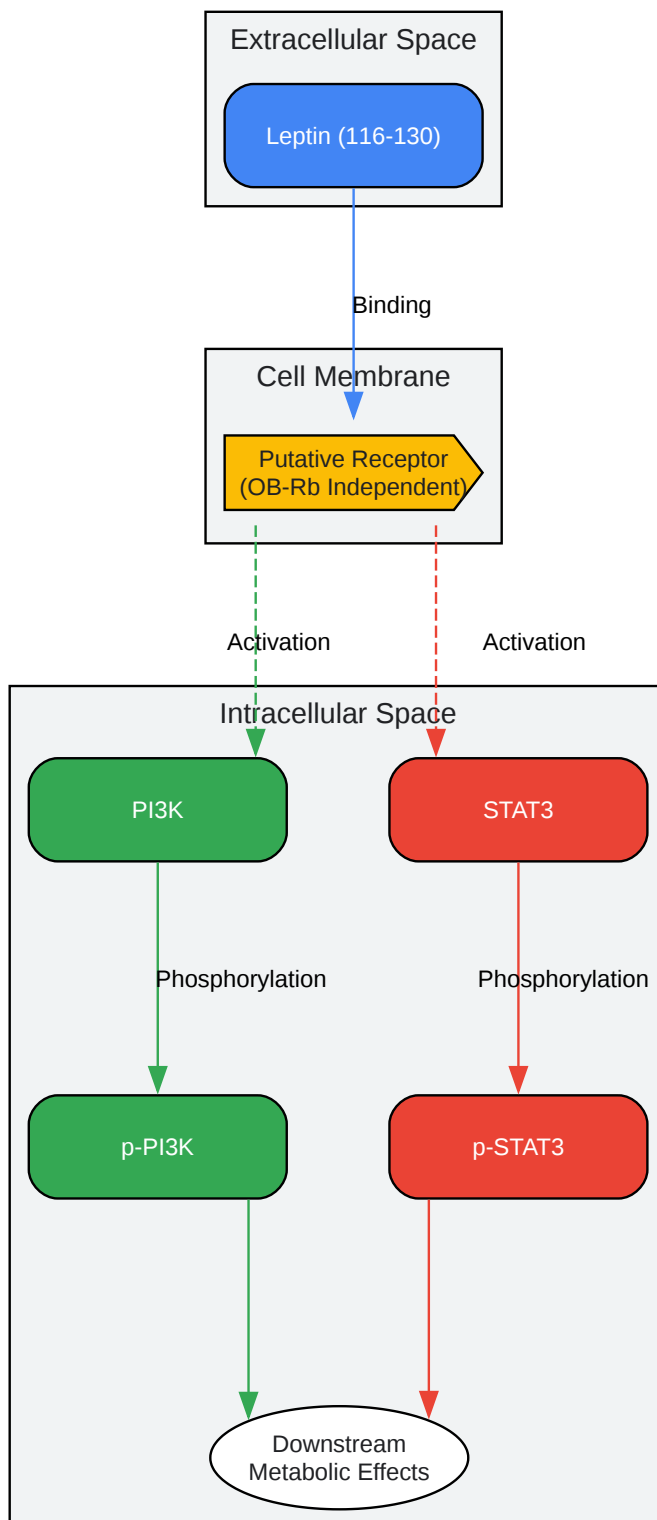 Extracellular Space
Leptin (116-130)
Binding
Cell Membrane
Putative Receptor
(OB-Rb Independent)
Activation
Activation
Intracellular Space
PI3K
STAT3
Phosphorylation
Phosphorylation
p-PI3K
p-STAT3
Downstream
Metabolic Effects